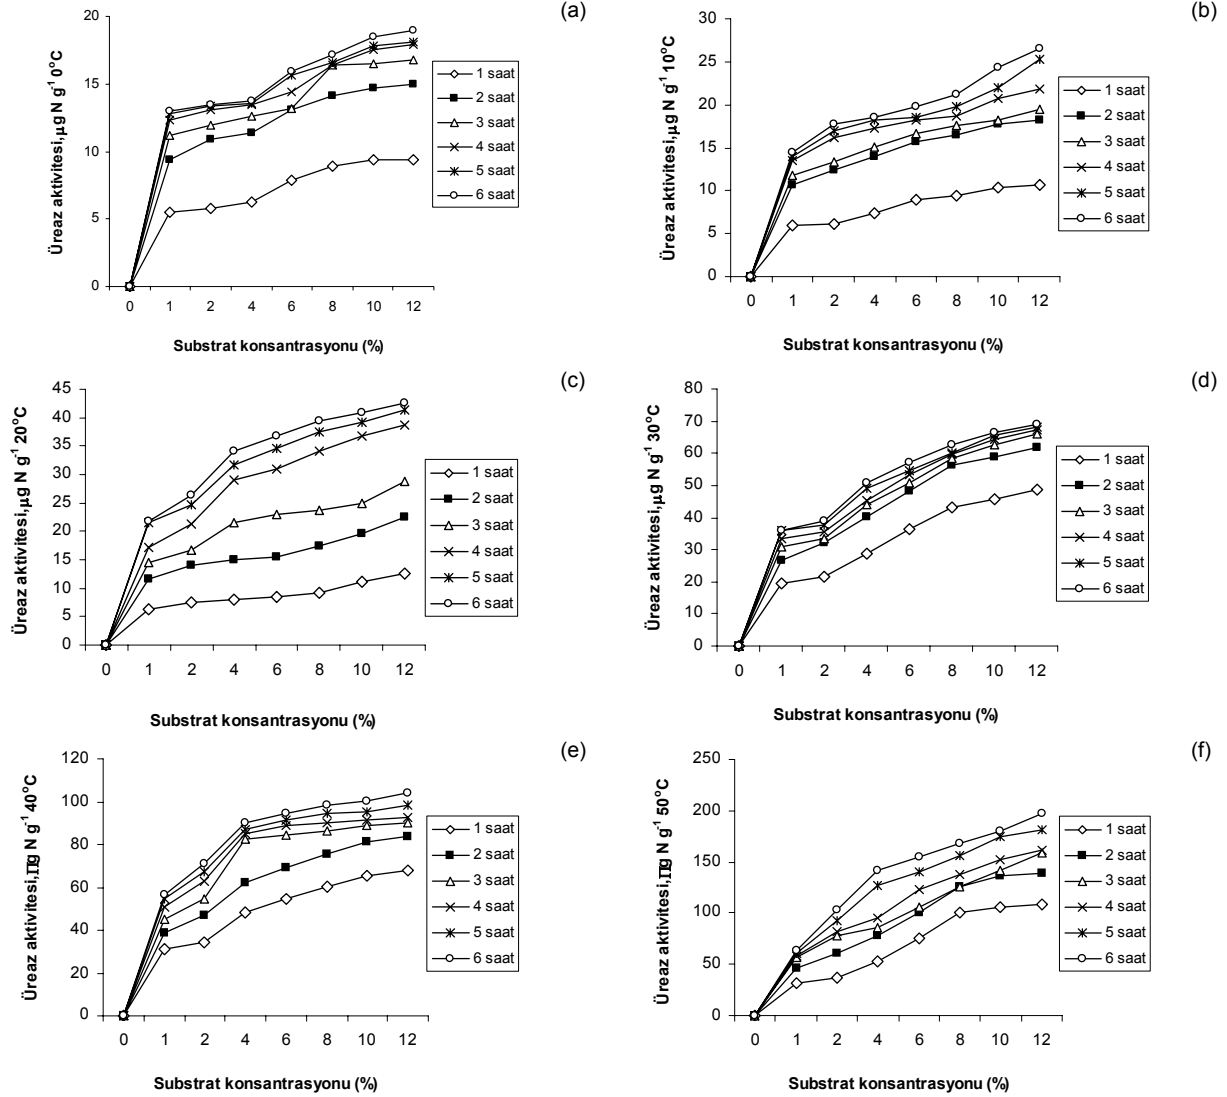 (a)
Üreaz aktivitesi,µg N g⁻¹ 0°C
20
15
10
5
0
0 1 2 4 6 8 10 12
Substrat konsantrasyonu (%)
1 saat
2 saat
3 saat
4 saat
5 saat
6 saat
(b)
Üreaz aktivitesi,µg N g⁻¹ 10°C
30
25
20
15
10
5
0
0 1 2 4 6 8 10 12
Substrat konsantrasyonu (%)
1 saat
2 saat
3 saat
4 saat
5 saat
6 saat
(c)
Üreaz aktivitesi,µg N g⁻¹ 20°C
45
40
35
30
25
20
15
10
5
0
0 1 2 4 6 8 10 12
Substrat konsantrasyonu (%)
1 saat
2 saat
3 saat
4 saat
5 saat
6 saat
(d)
Üreaz aktivitesi,µg N g⁻¹ 30°C
80
70
60
50
40
30
20
10
0
0 1 2 4 6 8 10 12
Substrat konsantrasyonu (%)
1 saat
2 saat
3 saat
4 saat
5 saat
6 saat
(e)
Üreaz aktivitesi, N g⁻¹ 40°C
120
100
80
60
40
20
0
0 1 2 4 6 8 10 12
Substrat konsantrasyonu (%)
1 saat
2 saat
3 saat
4 saat
5 saat
6 saat
(f)
Üreaz aktivitesi, N g⁻¹ 50°C
250
200
150
100
50
0
0 1 2 4 6 8 10 12
Substrat konsantrasyonu (%)
1 saat
2 saat
3 saat
4 saat
5 saat
6 saat